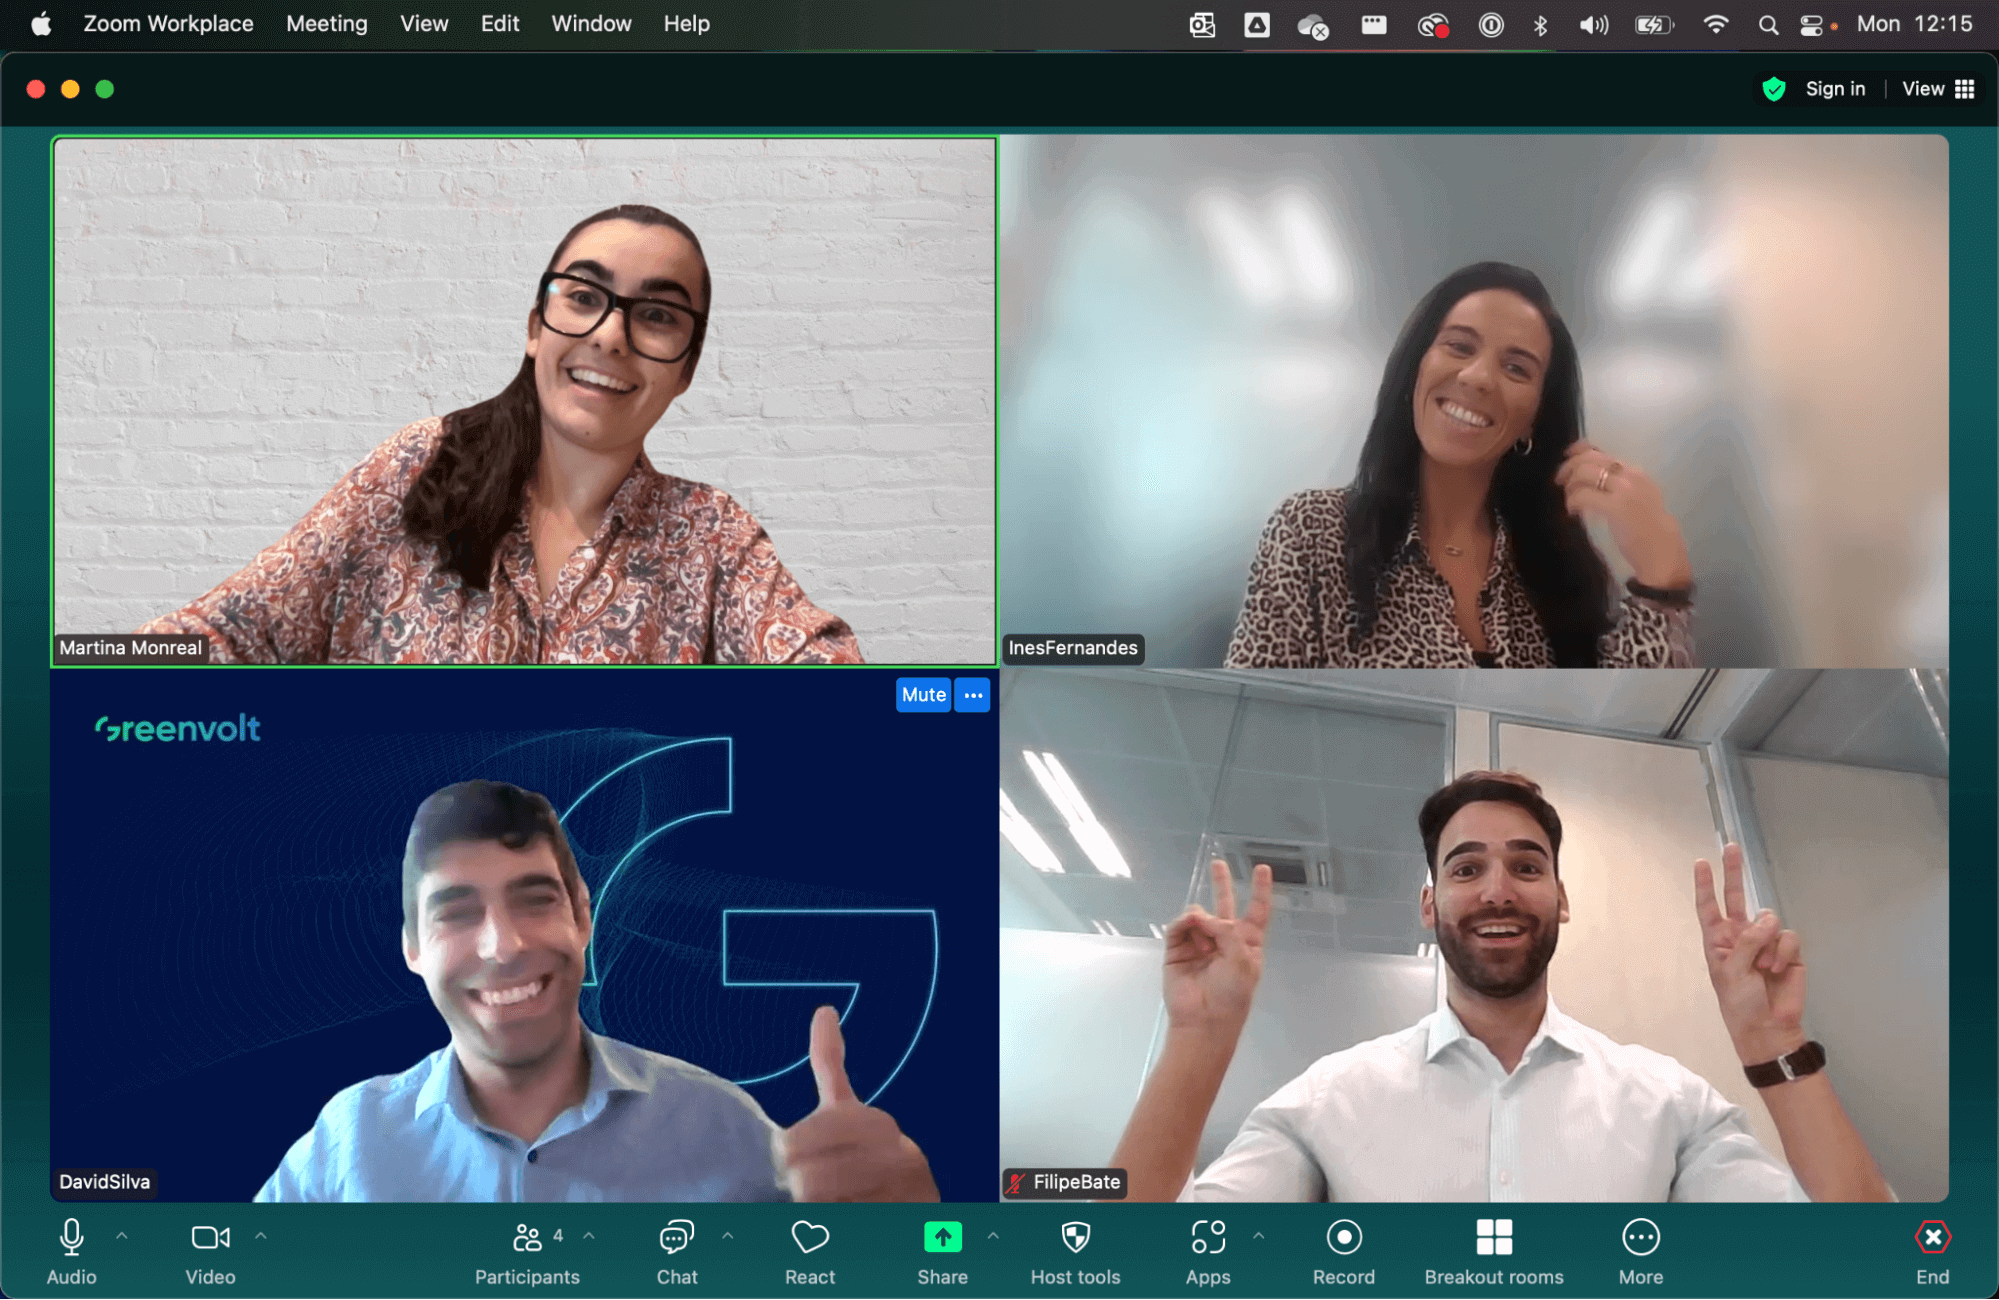 Zoom Workplace Meeting View Edit Window Help Mon 12:15
Sign in View
Martina Monreal
InesFernandes
Mute ...
Greenvolt
DavidSilva
FilipeBate
4
Audio Video Participants Chat React Share Host tools Apps Record Breakout rooms More End